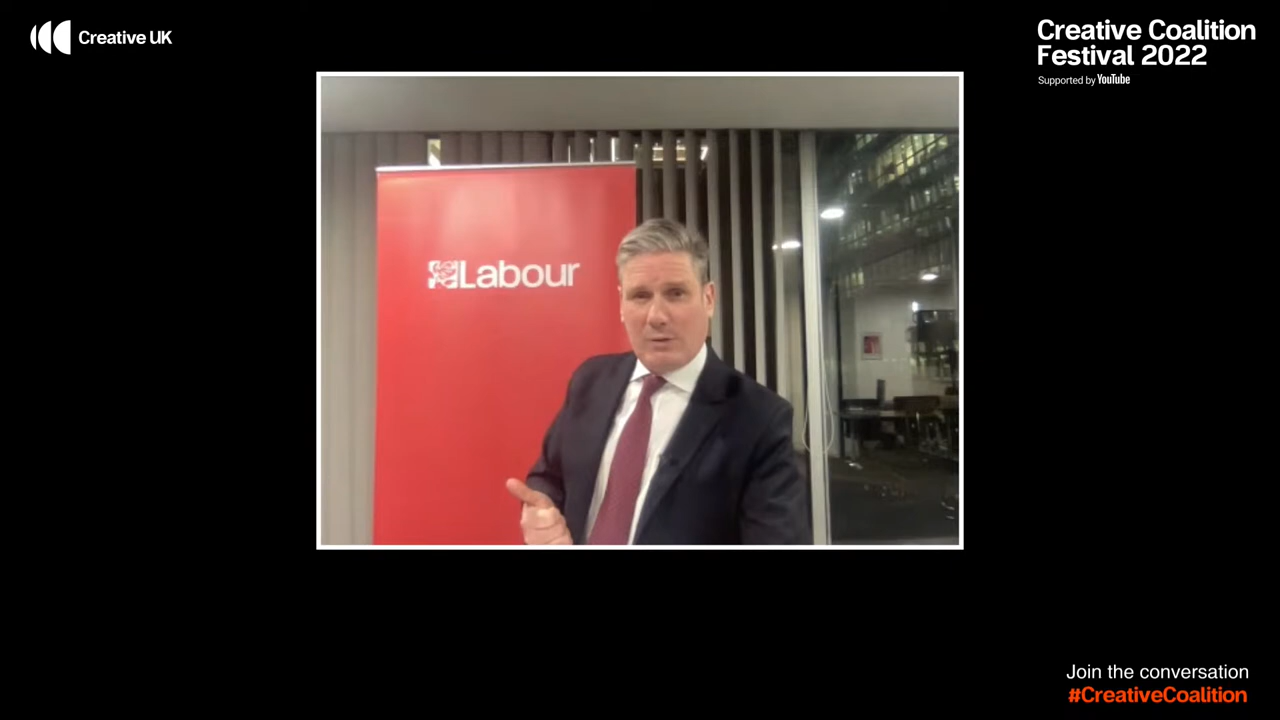 Creative UK
Creative Coalition
Festival 2022
Supported by YouTube
Labour
Join the conversation
#CreativeCoalition